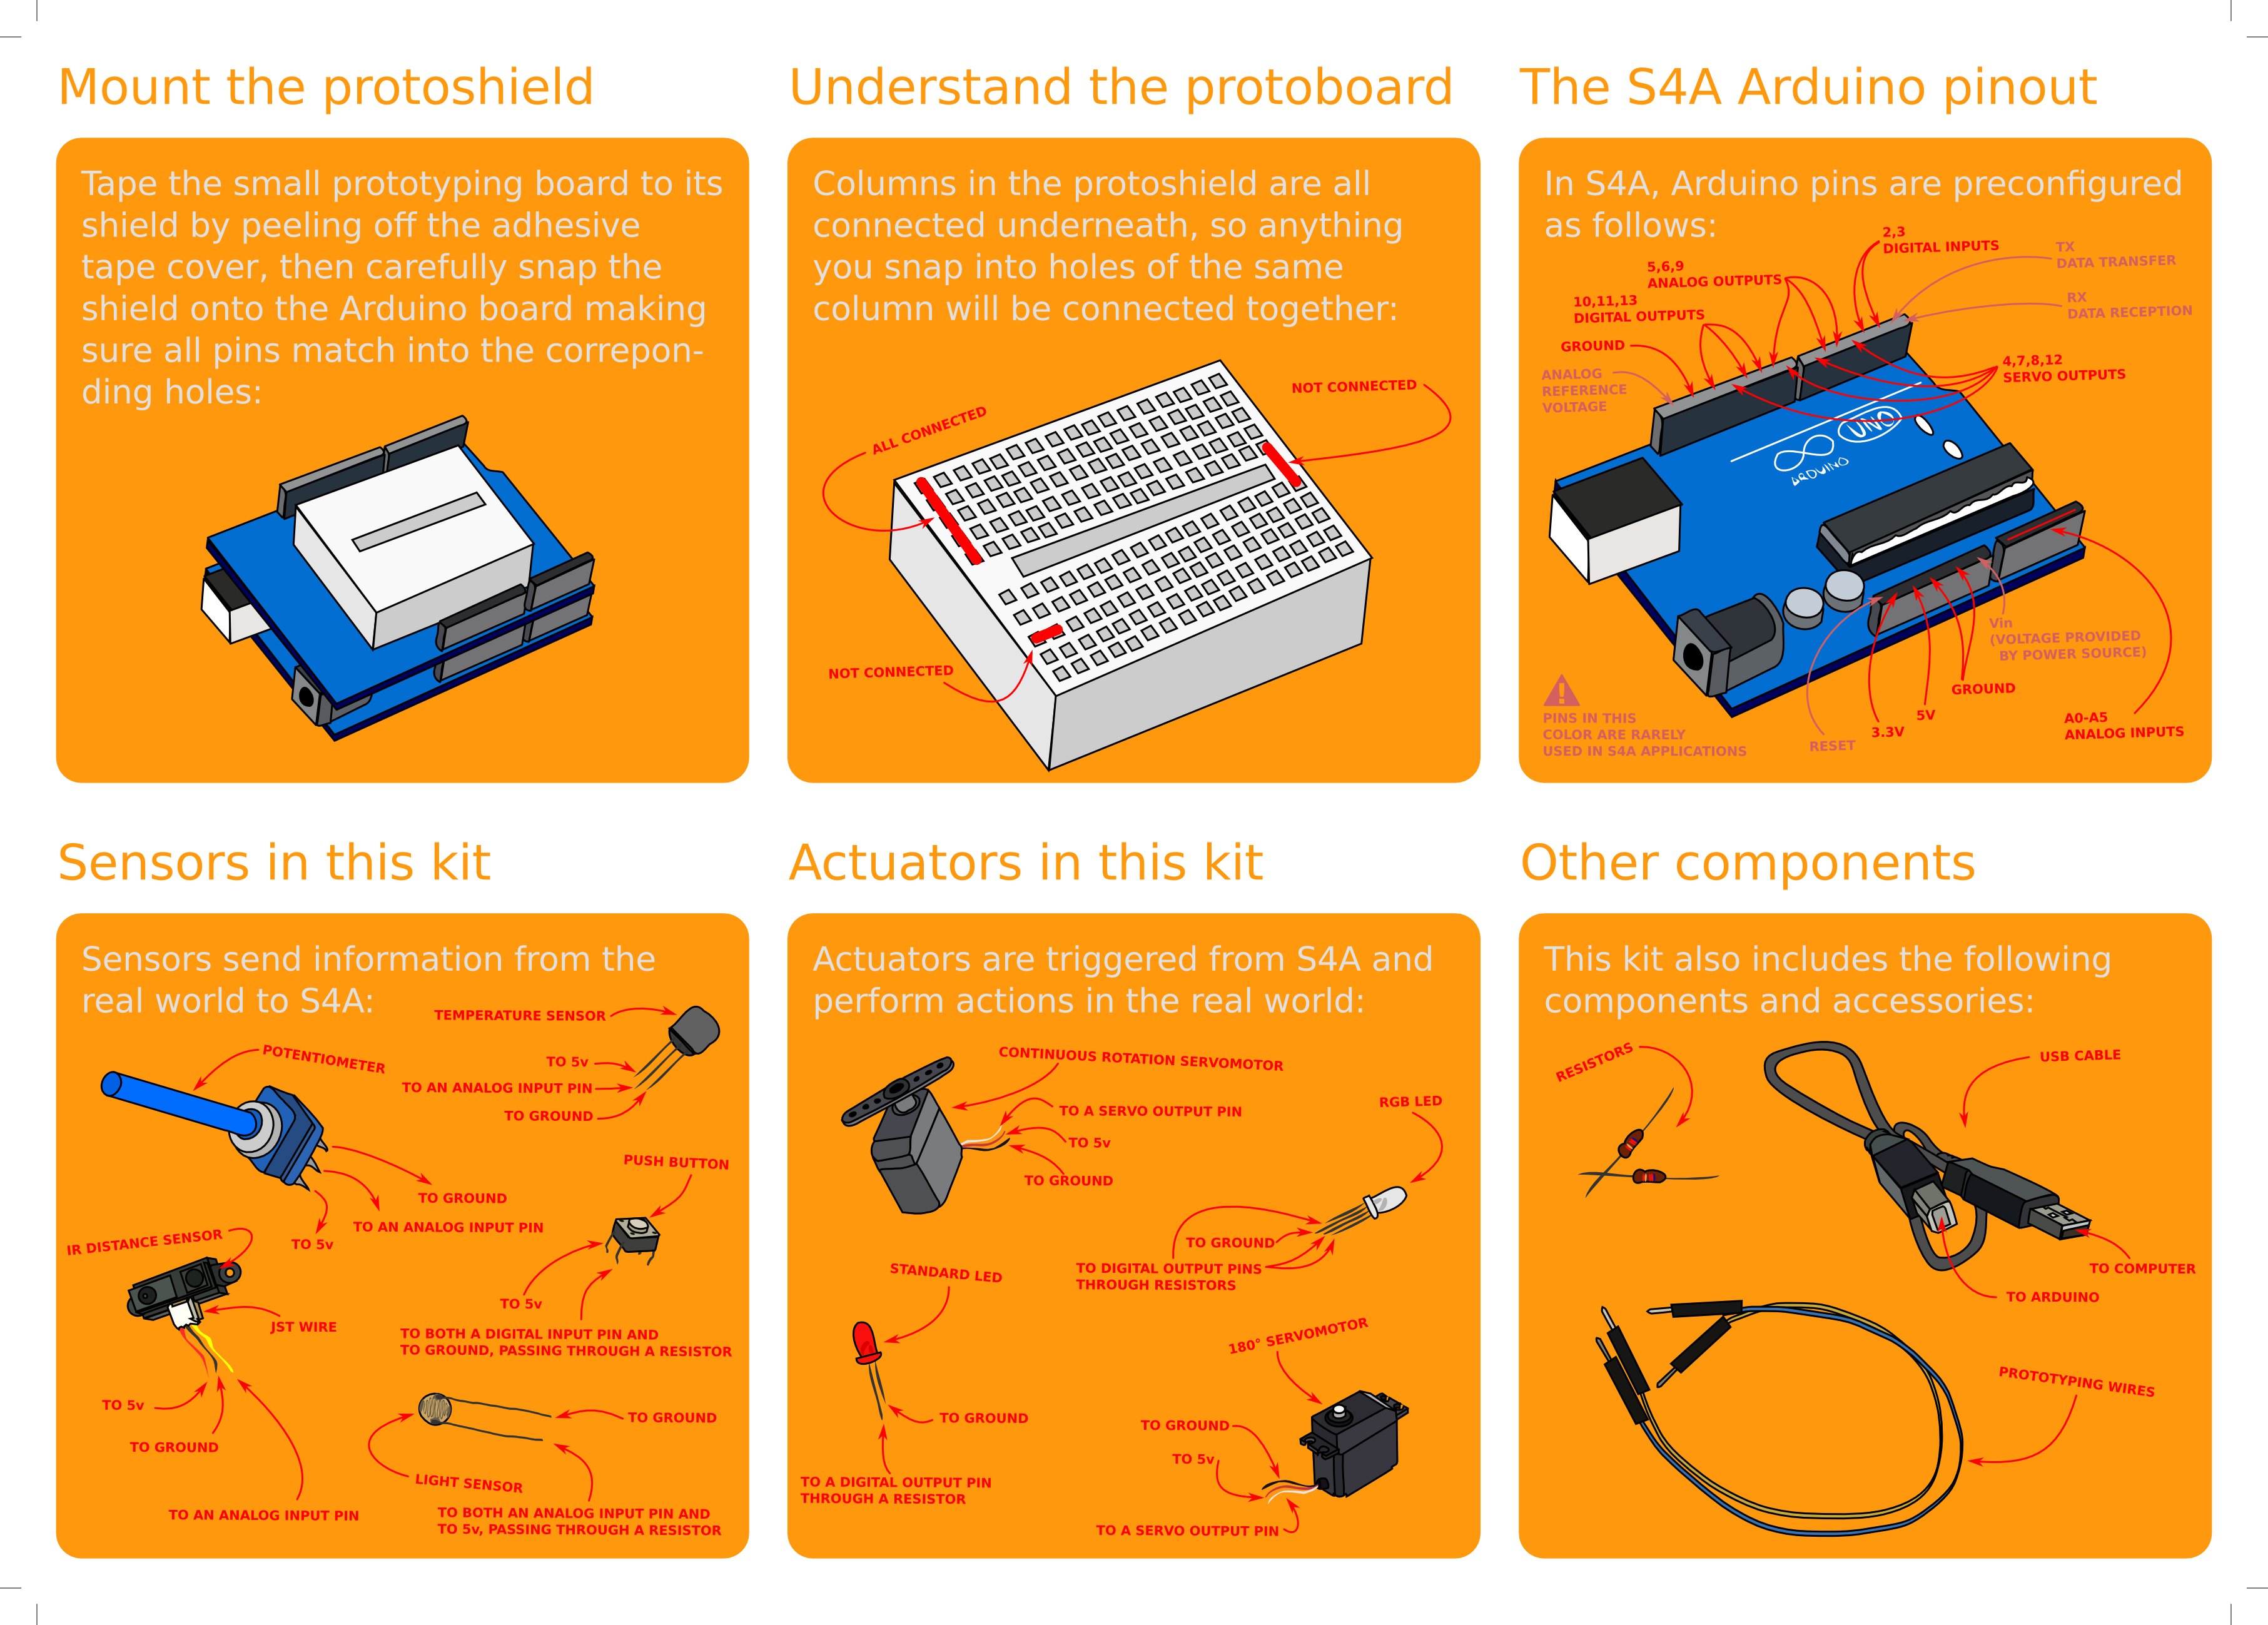 Mount the protoshield
Tape the small prototyping board to its
shield by peeling off the adhesive
tape cover, then carefully snap the
shield onto the Arduino board making
sure all pins match into the correpon-
ding holes:
Understand the protoboard
Columns in the protoshield are all
connected underneath, so anything
you snap into holes of the same
column will be connected together:
ALL CONNECTED
NOT CONNECTED
NOT CONNECTED
The S4A Arduino pinout
In S4A, Arduino pins are preconfigured
as follows:
2,3
DIGITAL INPUTS
TX
DATA TRANSFER
5,6,9
ANALOG OUTPUTS
RX
DATA RECEPTION
10,11,13
DIGITAL OUTPUTS
GROUND
ANALOG
REFERENCE
VOLTAGE
4,7,8,12
SERVO OUTPUTS
UNO
ARDUINO
Vin
(VOLTAGE PROVIDED
BY POWER SOURCE)
GROUND
5V
3.3V
RESET
A0-A5
ANALOG INPUTS
PINS IN THIS
COLOR ARE RARELY
USED IN S4A APPLICATIONS
Sensors in this kit
Sensors send information from the
real world to S4A:
TEMPERATURE SENSOR
TO 5v
TO AN ANALOG INPUT PIN
TO GROUND
POTENTIOMETER
TO GROUND
TO AN ANALOG INPUT PIN
TO 5v
PUSH BUTTON
TO 5v
TO BOTH A DIGITAL INPUT PIN AND
TO GROUND, PASSING THROUGH A RESISTOR
IR DISTANCE SENSOR
JST WIRE
TO 5v
TO GROUND
TO AN ANALOG INPUT PIN
TO GROUND
LIGHT SENSOR
TO BOTH AN ANALOG INPUT PIN AND
TO 5v, PASSING THROUGH A RESISTOR
Actuators in this kit
Actuators are triggered from S4A and
perform actions in the real world:
CONTINUOUS ROTATION SERVOMOTOR
TO A SERVO OUTPUT PIN
TO 5v
TO GROUND
RGB LED
TO GROUND
TO DIGITAL OUTPUT PINS
THROUGH RESISTORS
STANDARD LED
TO GROUND
TO A DIGITAL OUTPUT PIN
THROUGH A RESISTOR
180° SERVOMOTOR
TO GROUND
TO 5v
TO A SERVO OUTPUT PIN
Other components
This kit also includes the following
components and accessories:
RESISTORS
USB CABLE
TO COMPUTER
TO ARDUINO
PROTOTYPING WIRES